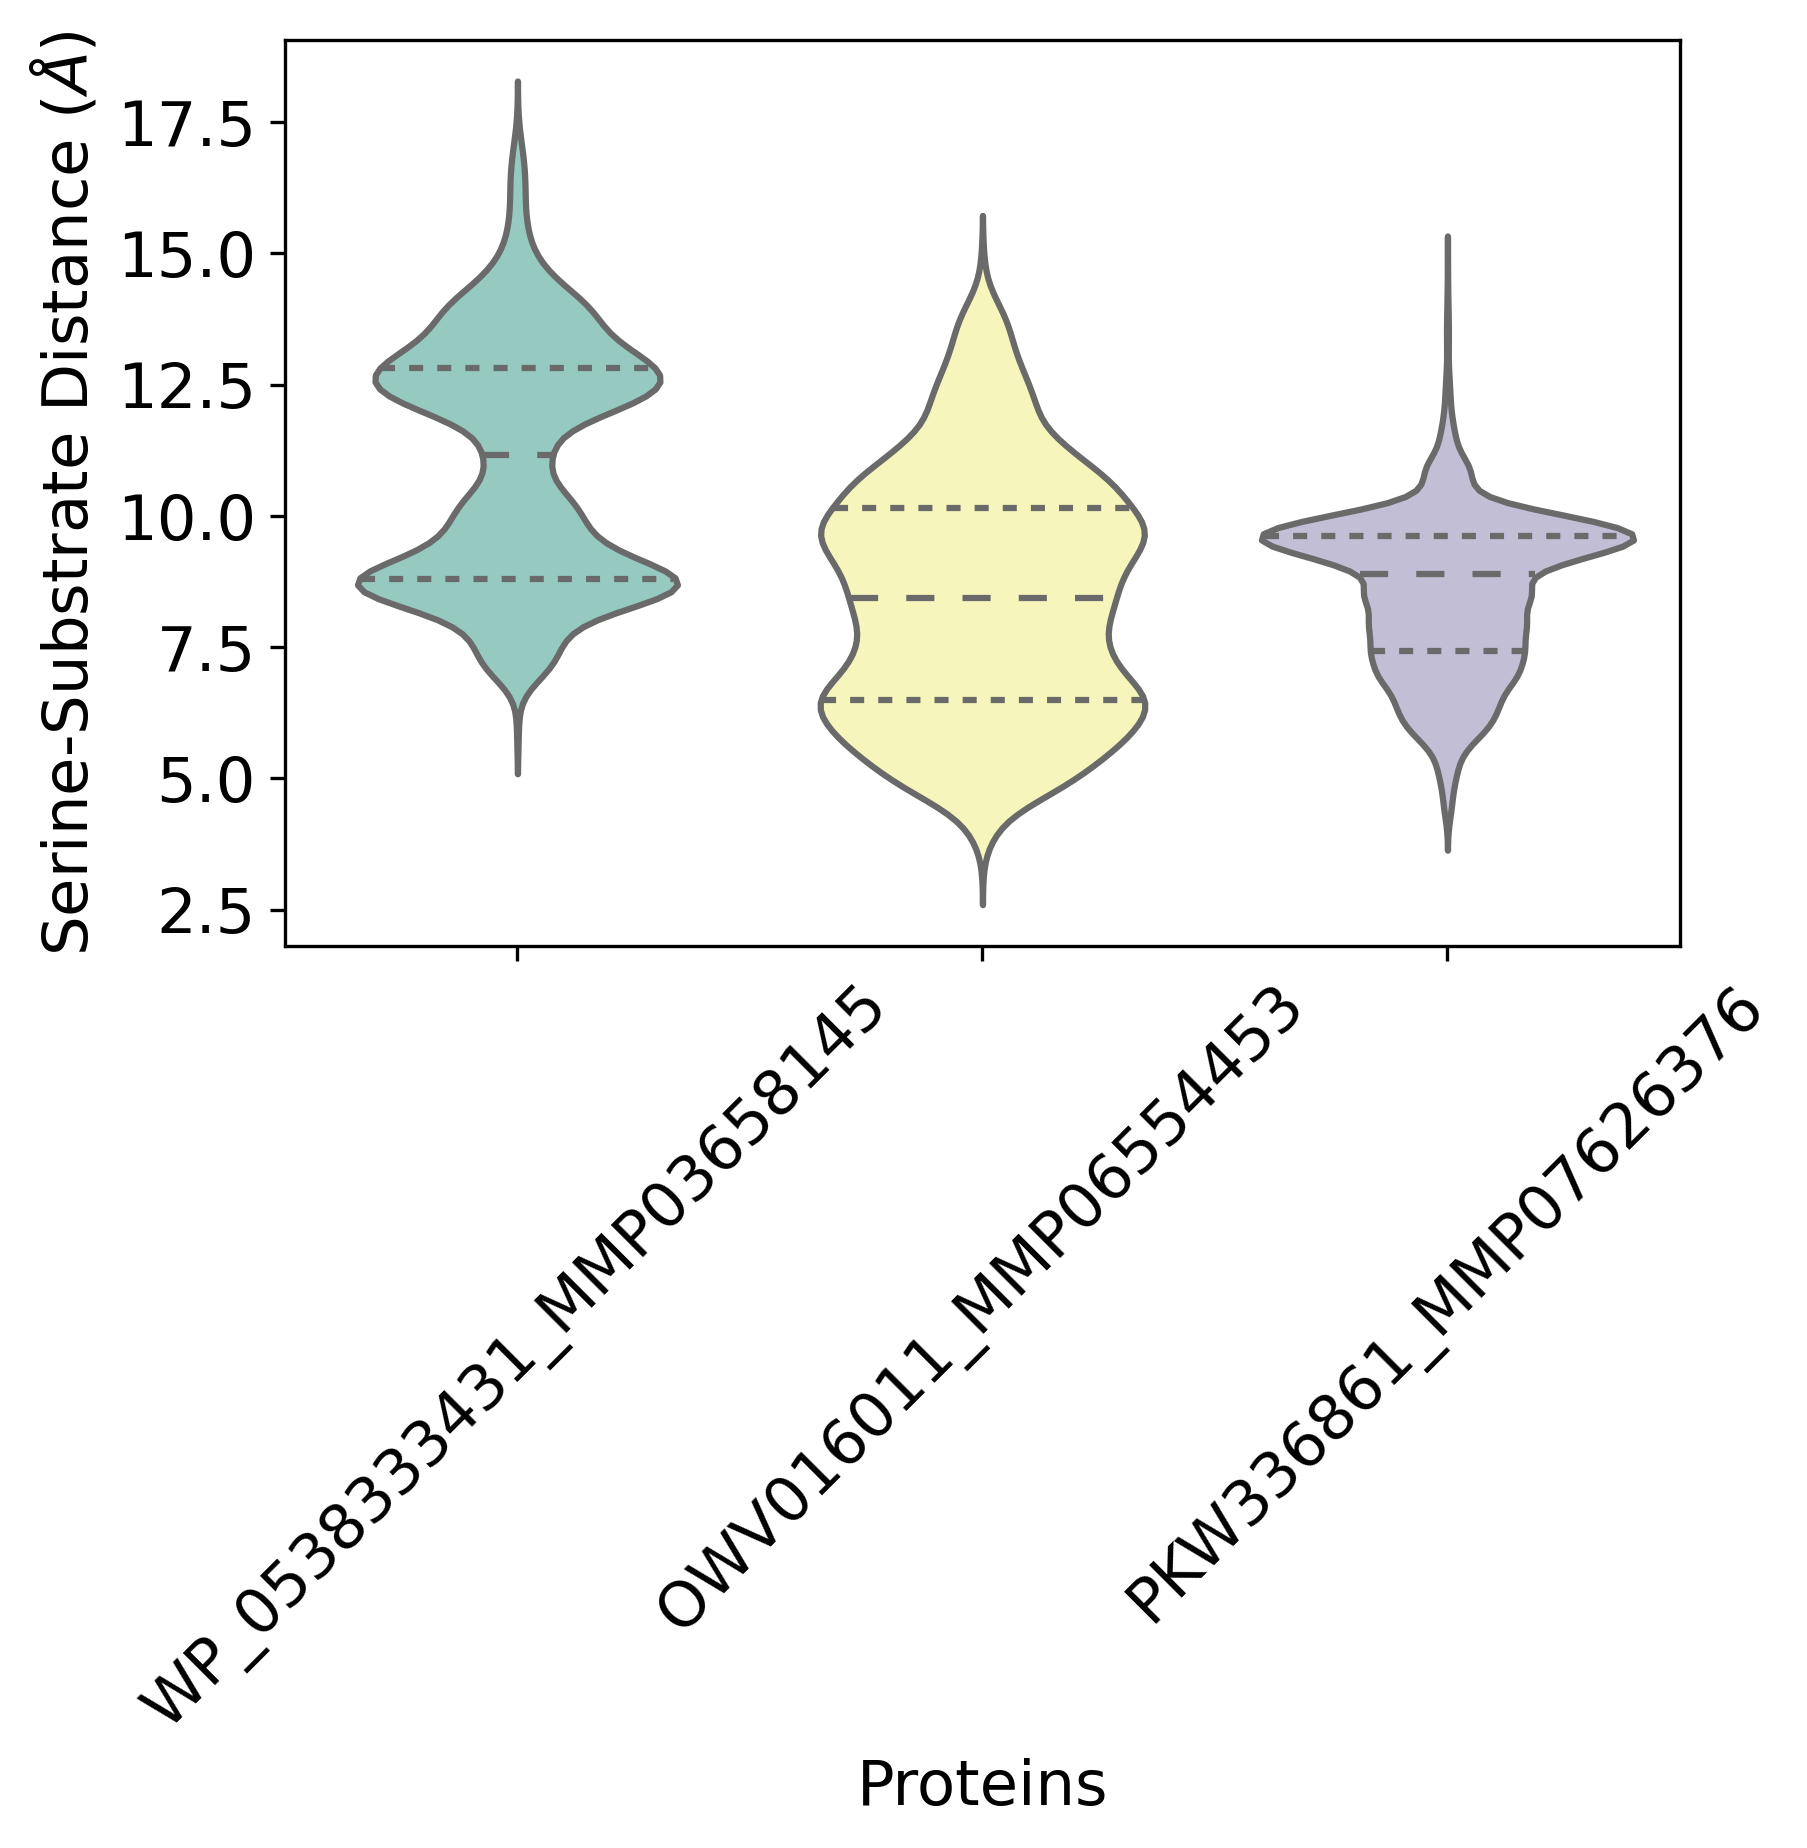 Serine-Substrate Distance (Å)
17.5
15.0
12.5
10.0
7.5
5.0
2.5
WP_053833431_MMP03658145
OWV016011_MMP06554453
PKW336861_MMP07626376
Proteins